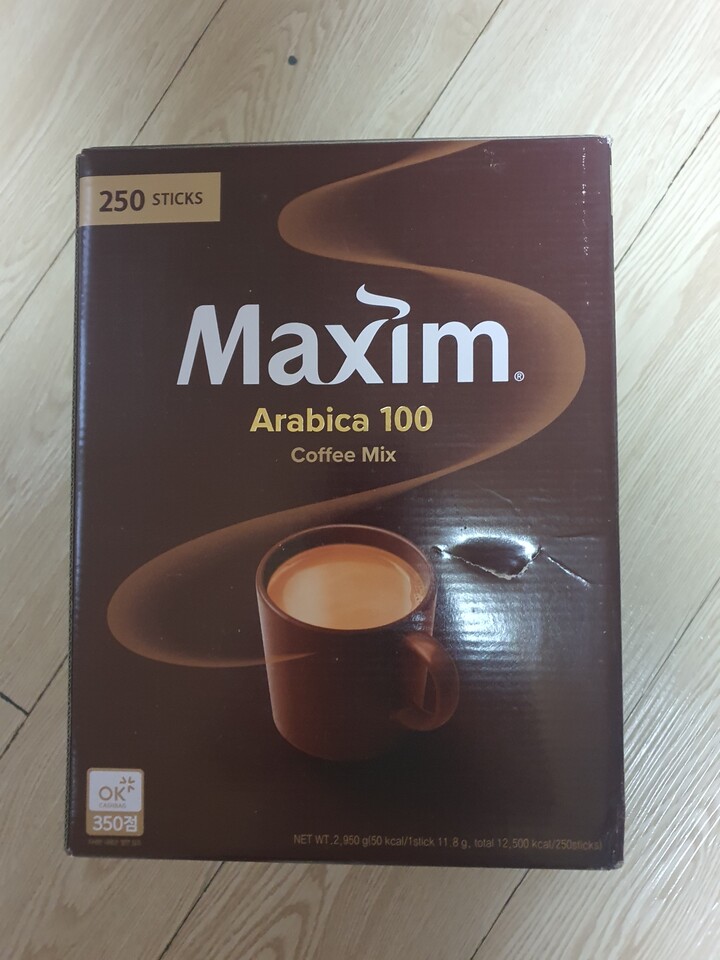 250 STICKS
Maxim®
Arabica 100
Coffee Mix
OK
CASHBAG
350점
NET WT. 2,950 g(50 kcal/1stick 11.8 g, total 12,500 kcal/250sticks)